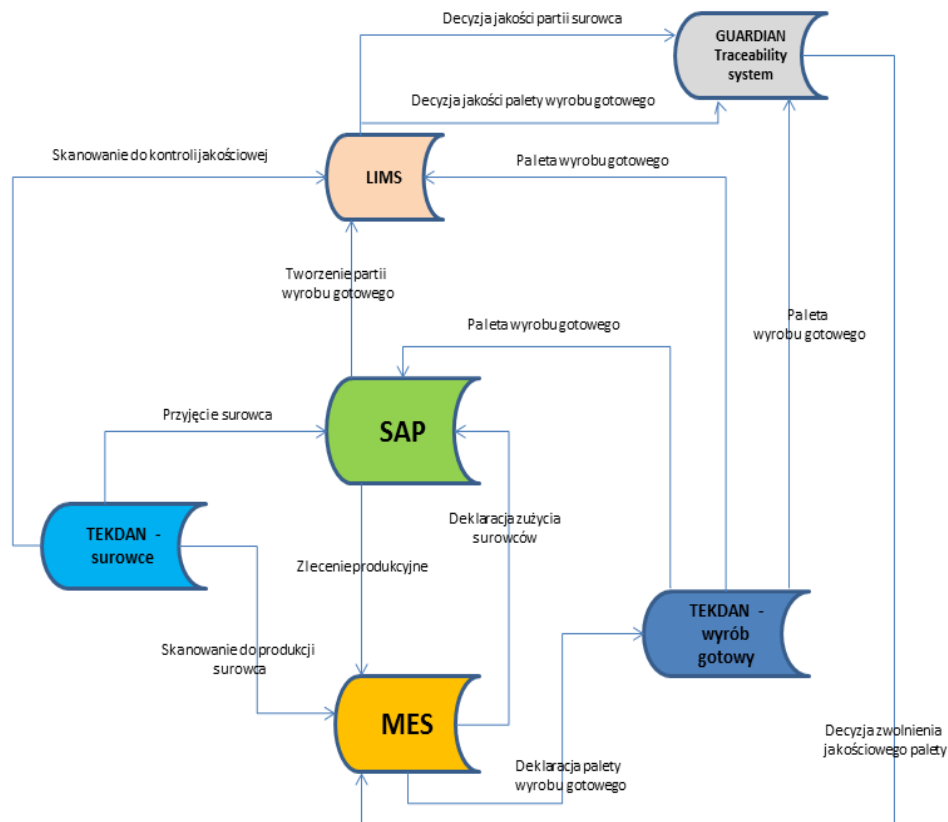 Decyzja jakości partii surowca
GUARDIAN
Traceability
system
Decyzja jakości palety wyrobu gotowego
Skanowanie do kontroli jakościowej
LIMS
Paleta wyrobu gotowego
Tworzenie partii
wyrobu gotowego
Paleta wyrobu gotowego
Paleta
wyrobu gotowego
Przyjęcie surowca
SAP
TEKDAN -
surowce
Deklaracja zużycia
surowców
Zlecenie produkcyjne
TEKDAN -
wyrób
gotowy
Skanowanie do produkcji
surowca
MES
Decyzja zwolnienia
jakościowego palety
Deklaracja palety
wyrobu gotowego